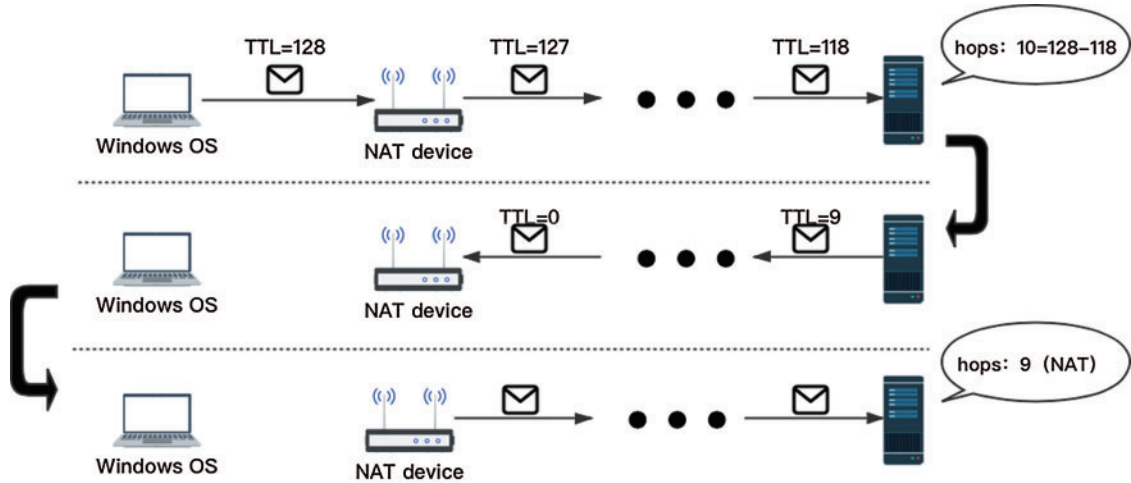 TTL=128
TTL=127
TTL=118
hops: 10=128-118
Windows OS
NAT device
TTL=0
TTL=9
Windows OS
NAT device
hops: 9 (NAT)
Windows OS
NAT device